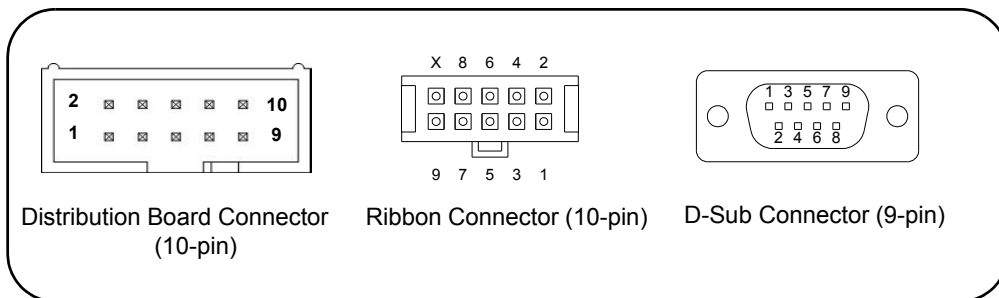 2 10
1 9
Distribution Board Connector
(10-pin)
X 8 6 4 2
9 7 5 3 1
Ribbon Connector (10-pin)
1 3 5 7 9
2 4 6 8
D-Sub Connector (9-pin)